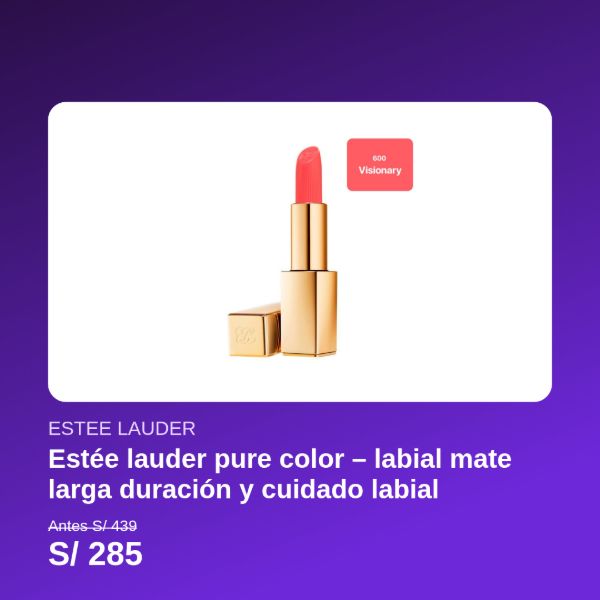 600
Visionary
ESTEE LAUDER
Estée lauder pure color – labial mate
larga duración y cuidado labial
Antes S/ 439
S/ 285